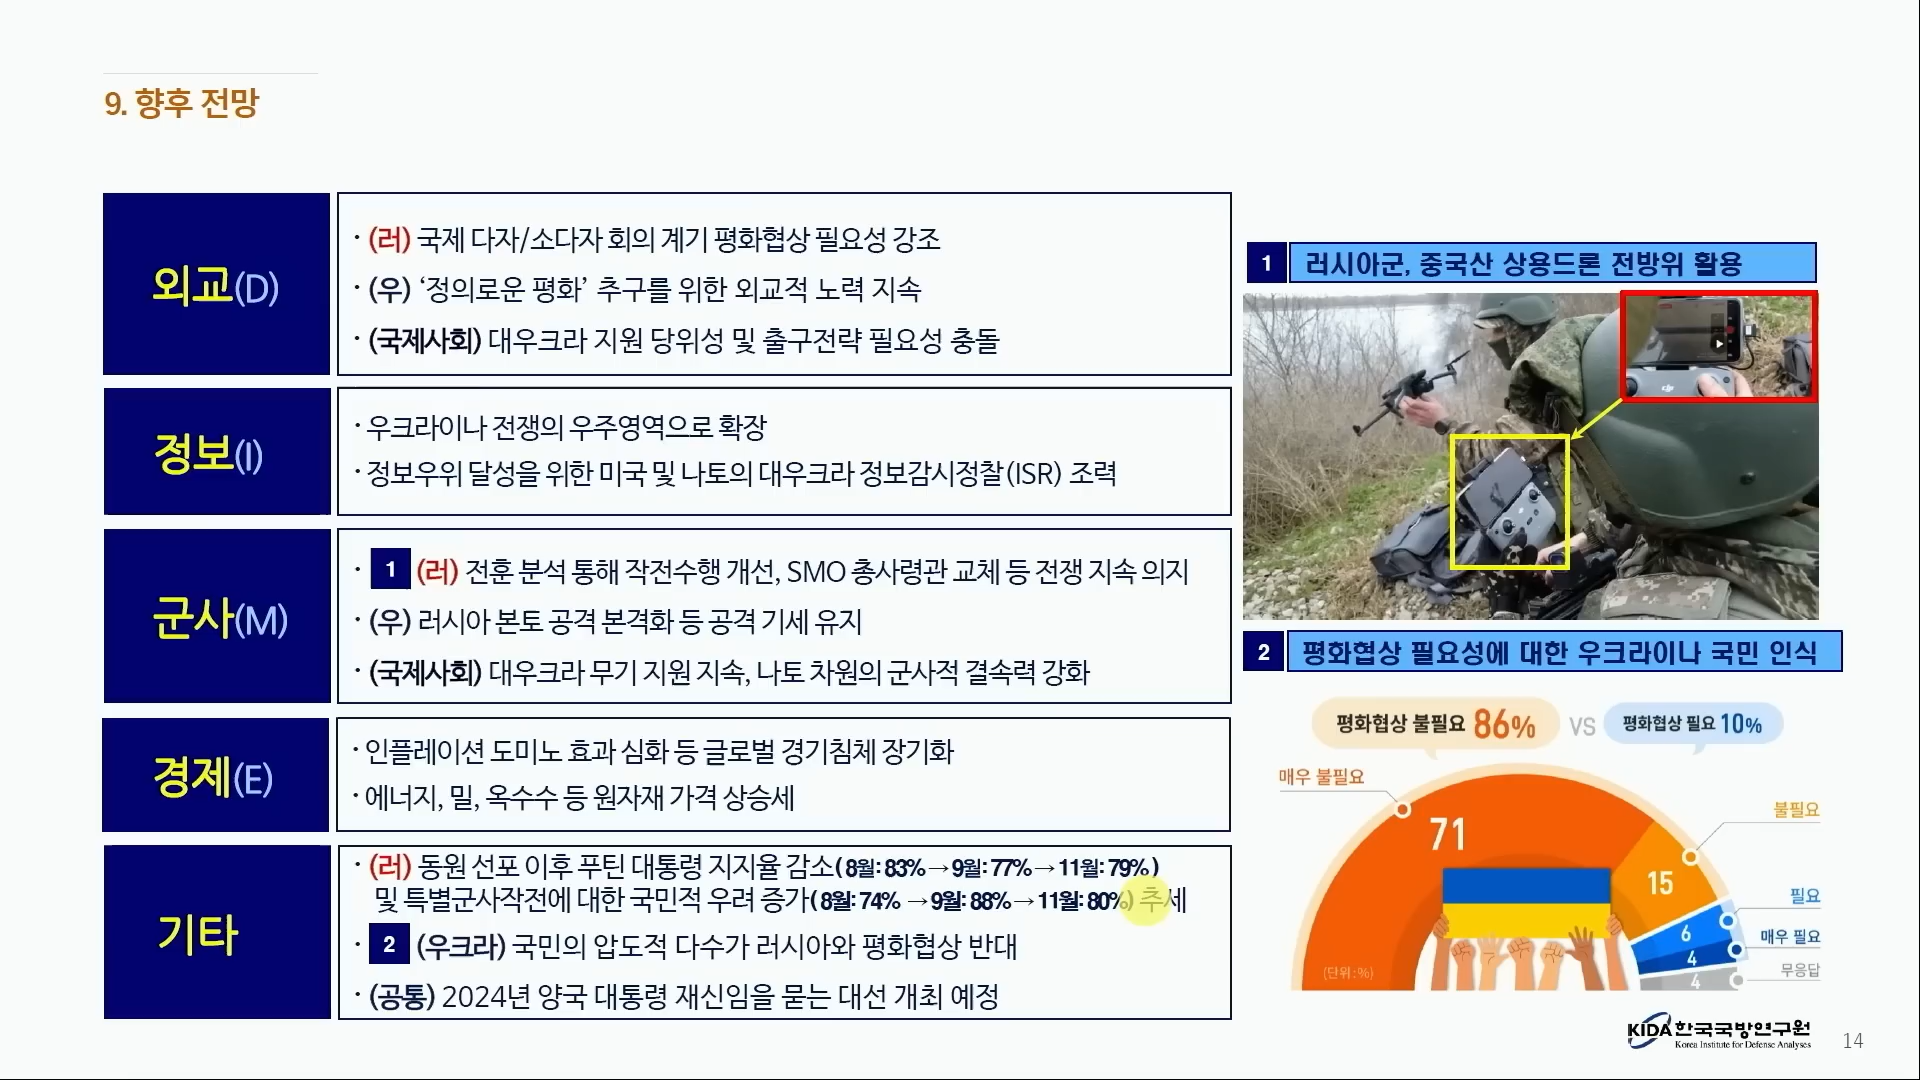 9. 향후 전망
외교(D)
· (러) 국제 다자/소다자 회의 계기 평화협상 필요성 강조
· (우) ‘정의로운 평화’ 추구를 위한 외교적 노력 지속
· (국제사회) 대우크라 지원 당위성 및 출구전략 필요성 충돌
정보(I)
· 우크라이나 전쟁의 우주영역으로 확장
· 정보우위 달성을 위한 미국 및 나토의 대우크라 정보감시정찰(ISR) 조력
군사(M)
· 1 (러) 전훈 분석 통해 작전수행 개선, SMO 총사령관 교체 등 전쟁 지속 의지
· (우) 러시아 본토 공격 본격화 등 공격 기세 유지
· (국제사회) 대우크라 무기 지원 지속, 나토 차원의 군사적 결속력 강화
경제(E)
· 인플레이션 도미노 효과 심화 등 글로벌 경기침체 장기화
· 에너지, 밀, 옥수수 등 원자재 가격 상승세
기타
· (러) 동원 선포 이후 푸틴 대통령 지지율 감소( 8월: 83% → 9월: 77% → 11월: 79% )
및 특별군사작전에 대한 국민적 우려 증가( 8월: 74% → 9월: 88% → 11월: 80%) 추세
· 2 (우크라) 국민의 압도적 다수가 러시아와 평화협상 반대
· (공통) 2024년 양국 대통령 재신임을 묻는 대선 개최 예정
1 러시아군, 중국산 상용드론 전방위 활용
dji
2 평화협상 필요성에 대한 우크라이나 국민 인식
평화협상 불필요 86% VS 평화협상 필요 10%
매우 불필요
71
불필요
15
필요
6
매우 필요
4
무응답
4
(단위:%)
KIDA 한국국방연구원
Korea Institute for Defense Analyses
14